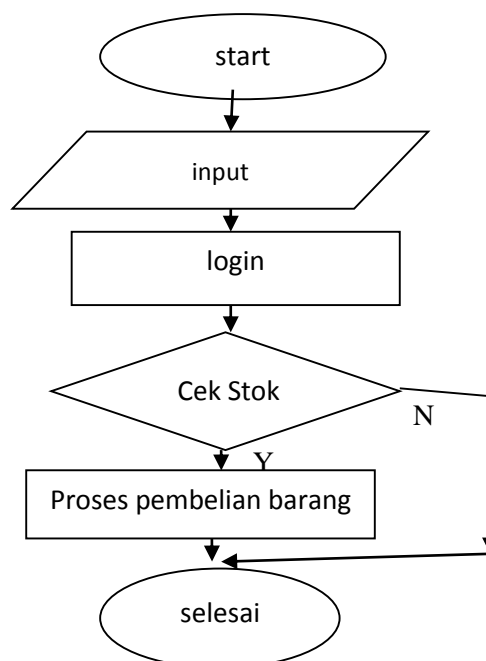 start
input
login
Cek Stok
N
Y
Proses pembelian barang
selesai